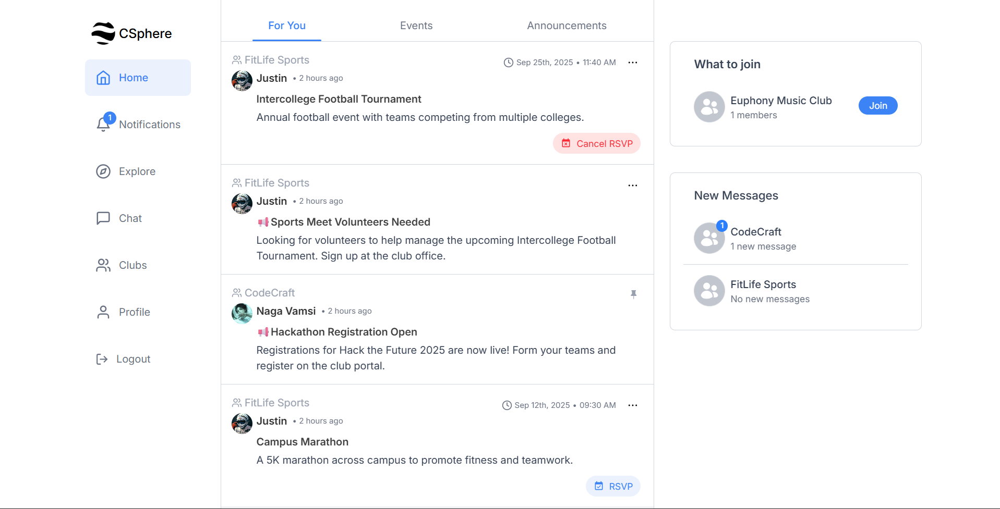 CSphere
Home
1
Notifications
Explore
Chat
Clubs
Profile
Logout
For You
Events
Announcements
FitLife Sports
Sep 25th, 2025 • 11:40 AM
Justin • 2 hours ago
Intercollege Football Tournament
Annual football event with teams competing from multiple colleges.
Cancel RSVP
FitLife Sports
Justin • 2 hours ago
Sports Meet Volunteers Needed
Looking for volunteers to help manage the upcoming Intercollege Football
Tournament. Sign up at the club office.
CodeCraft
Naga Vamsi • 2 hours ago
Hackathon Registration Open
Registrations for Hack the Future 2025 are now live! Form your teams and
register on the club portal.
FitLife Sports
Sep 12th, 2025 • 09:30 AM
Justin • 2 hours ago
Campus Marathon
A 5K marathon across campus to promote fitness and teamwork.
RSVP
What to join
Euphony Music Club
1 members
Join
New Messages
1
CodeCraft
1 new message
FitLife Sports
No new messages